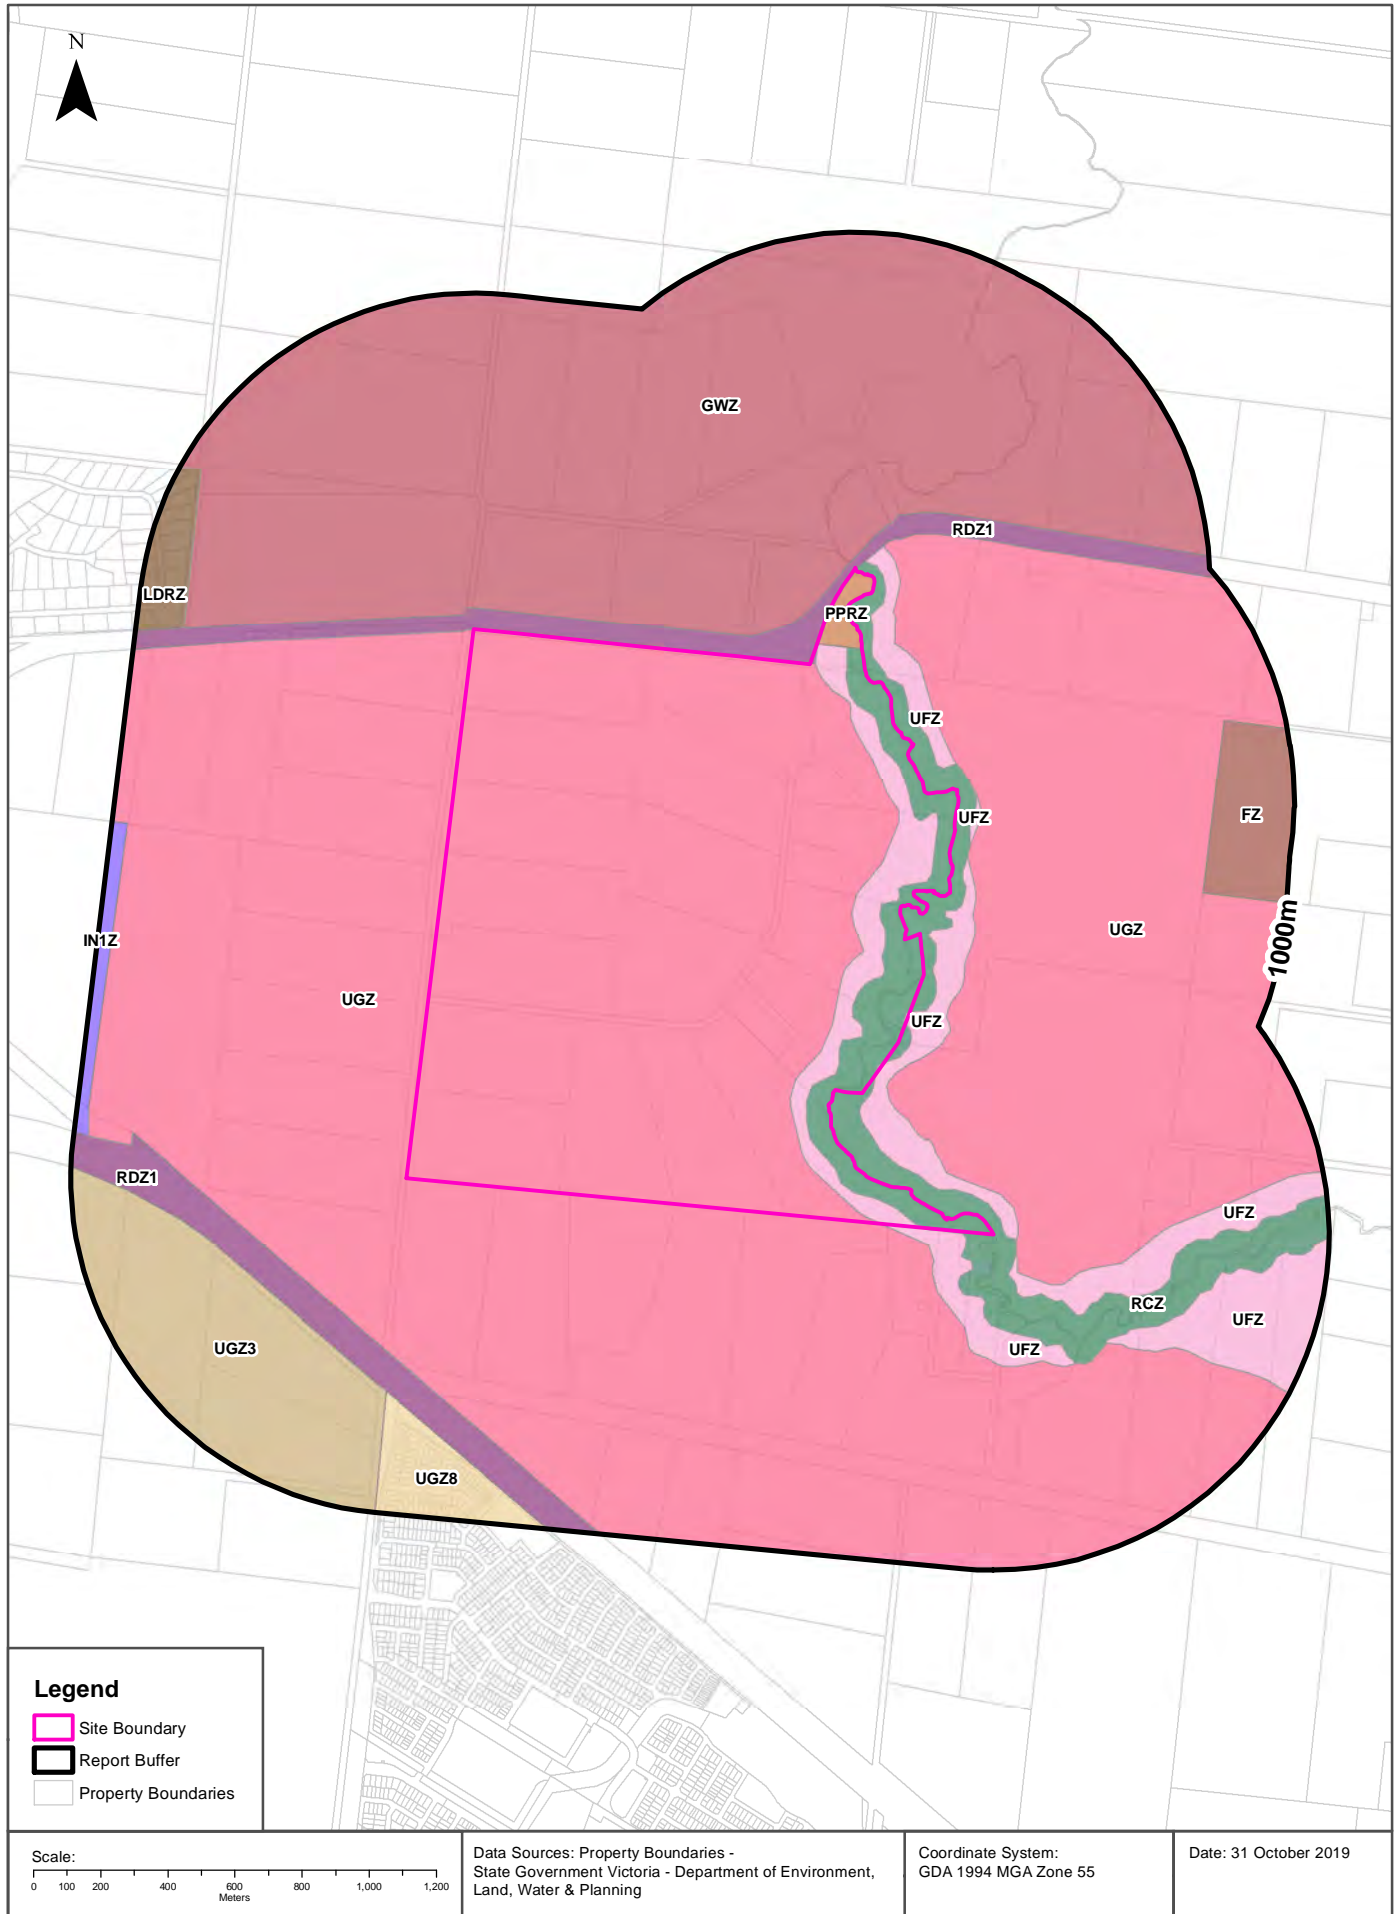 N
GWZ
RDZ1
LDRZ
PPRZ
UFZ
FZ
UFZ
UGZ
1000m
IN1Z
UGZ
UFZ
RDZ1
UFZ
RCZ
UFZ
UFZ
UGZ3
UGZ8
Legend
Site Boundary
Report Buffer
Property Boundaries
Scale:
0 100 200 400 600 800 1,000 1,200
Meters
Data Sources: Property Boundaries -
State Government Victoria - Department of Environment,
Land, Water & Planning
Coordinate System:
GDA 1994 MGA Zone 55
Date: 31 October 2019